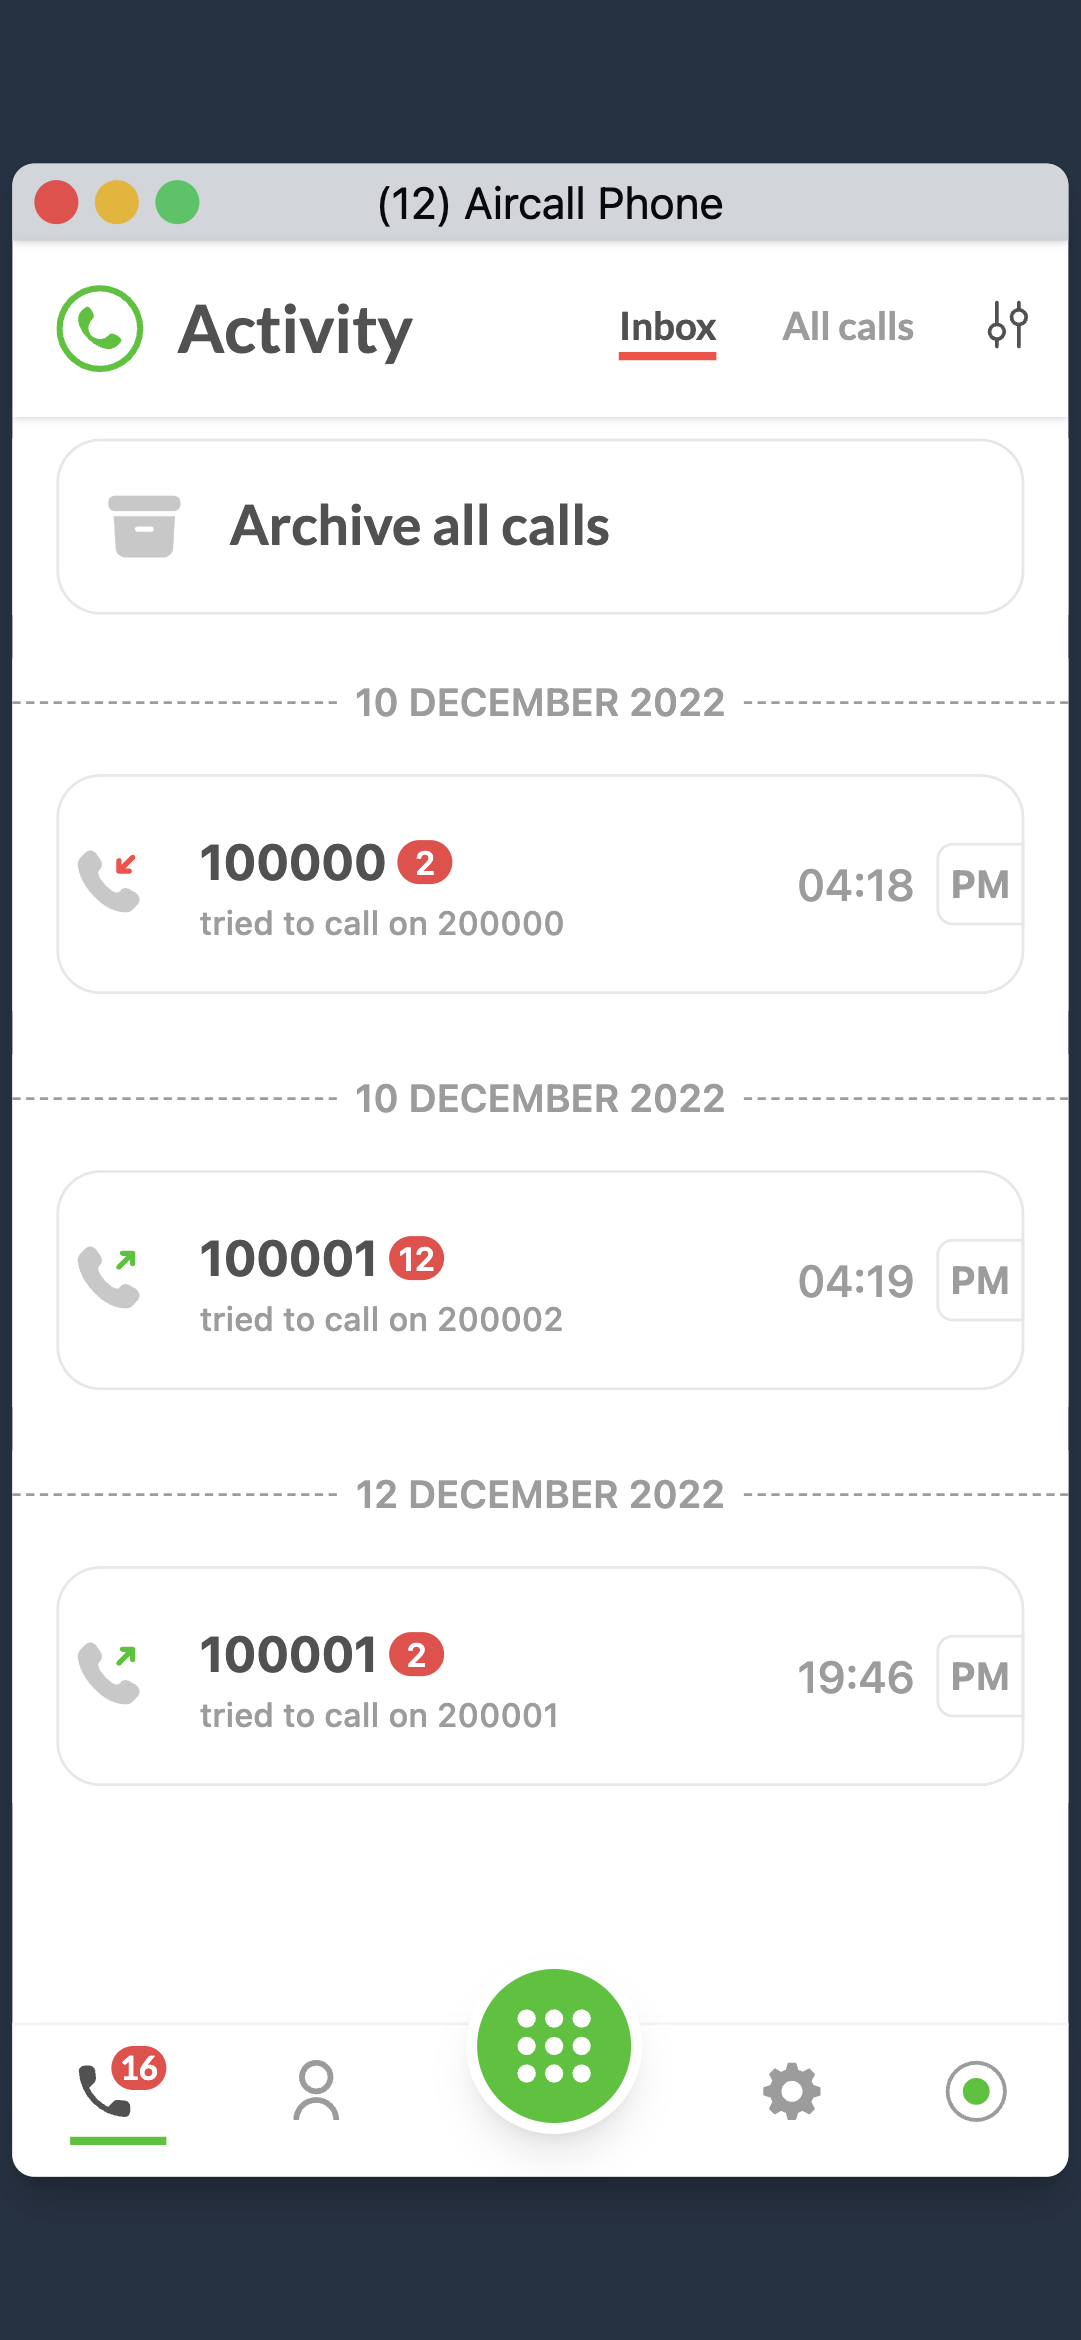 (12) Aircall Phone
Activity Inbox All calls
Archive all calls
10 DECEMBER 2022
100000 2
tried to call on 200000
04:18 PM
10 DECEMBER 2022
100001 12
tried to call on 200002
04:19 PM
12 DECEMBER 2022
100001 2
tried to call on 200001
19:46 PM
16